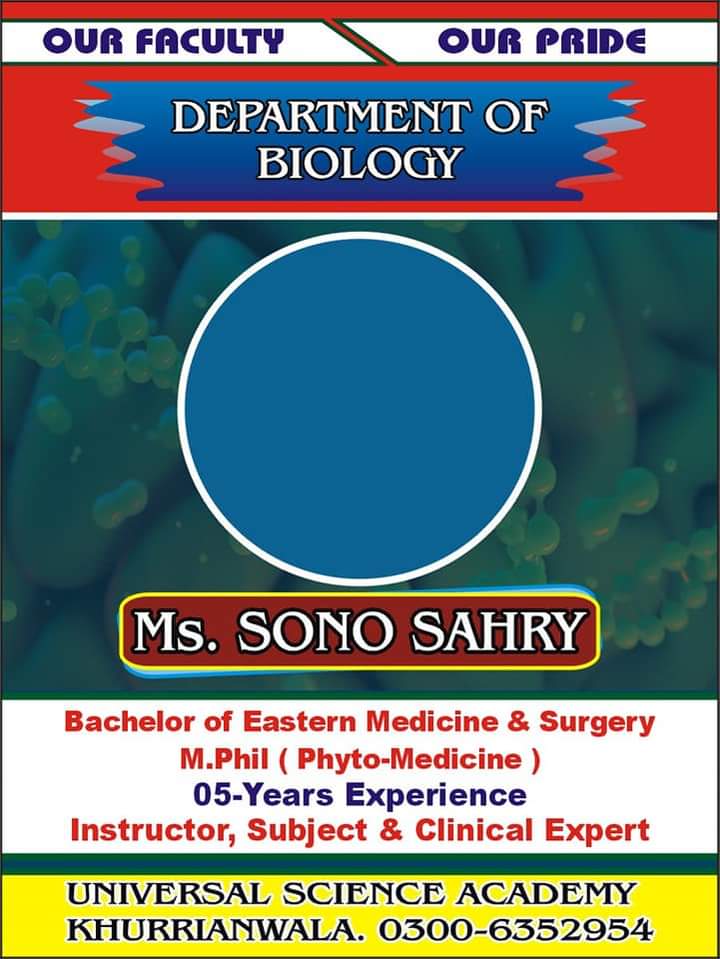 OUR FACULTY OUR PRIDE
DEPARTMENT OF
BIOLOGY
Ms. SONO SAHRY
Bachelor of Eastern Medicine & Surgery
M.Phil ( Phyto-Medicine )
05-Years Experience
Instructor, Subject & Clinical Expert
UNIVERSAL SCIENCE ACADEMY
KHURRIANWALA. 0300-6352954